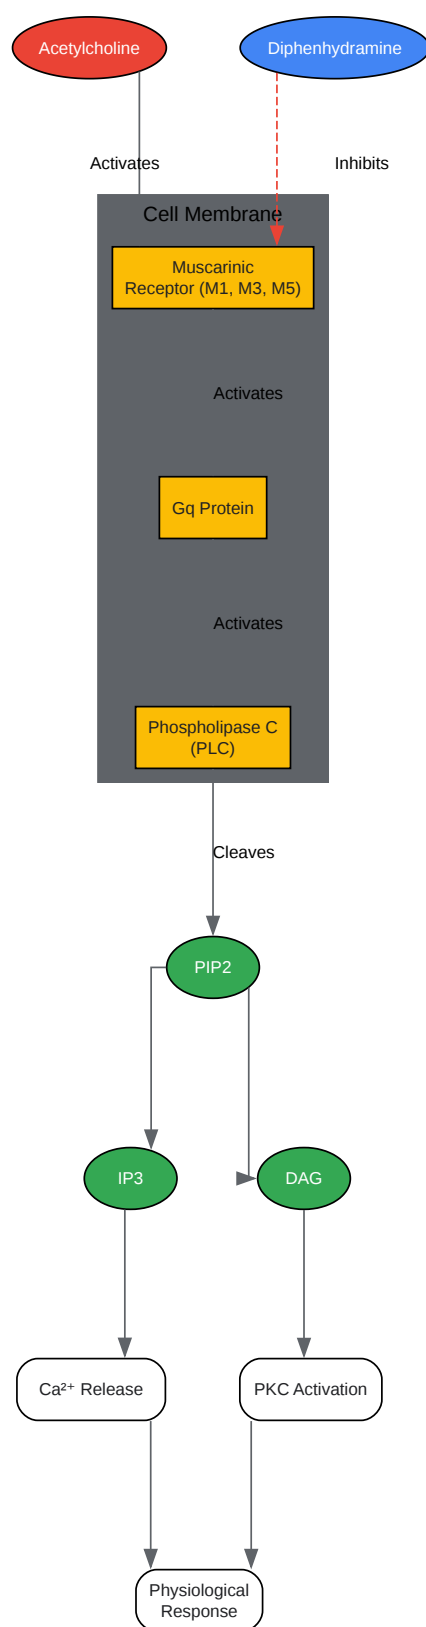 Acetylcholine
Diphenhydramine
Activates
Inhibits
Cell Membrane
Muscarinic
Receptor (M1, M3, M5)
Activates
Gq Protein
Activates
Phospholipase C
(PLC)
Cleaves
PIP2
IP3
DAG
Ca²⁺ Release
PKC Activation
Physiological
Response